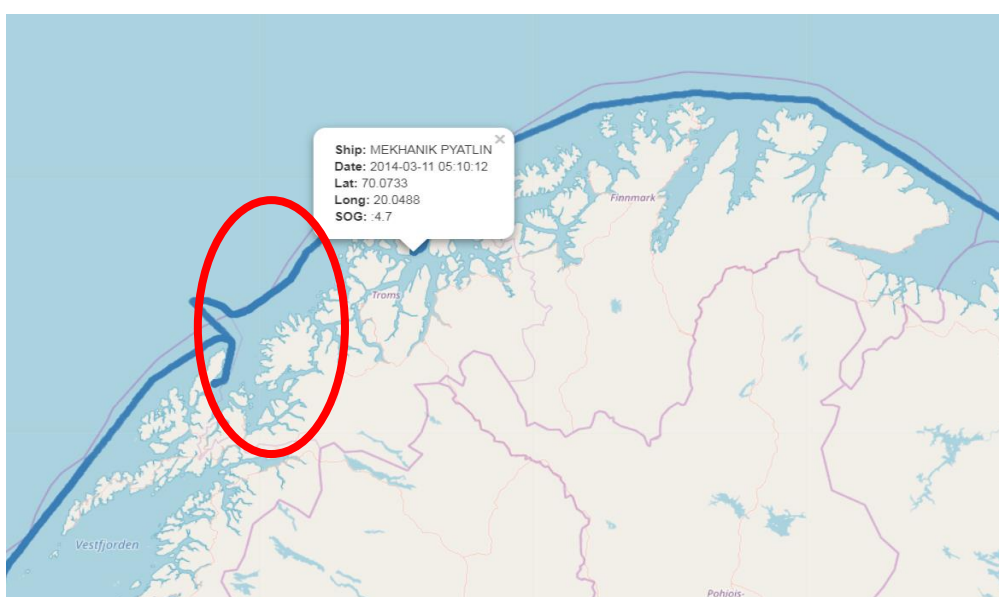 ×
Ship: MEKHANIK PYATLIN
Date: 2014-03-11 05:10:12
Lat: 70.0733
Long: 20.0488
SOG: :4.7
Finnmark
Troms
Vestfjorden
Pohjois-